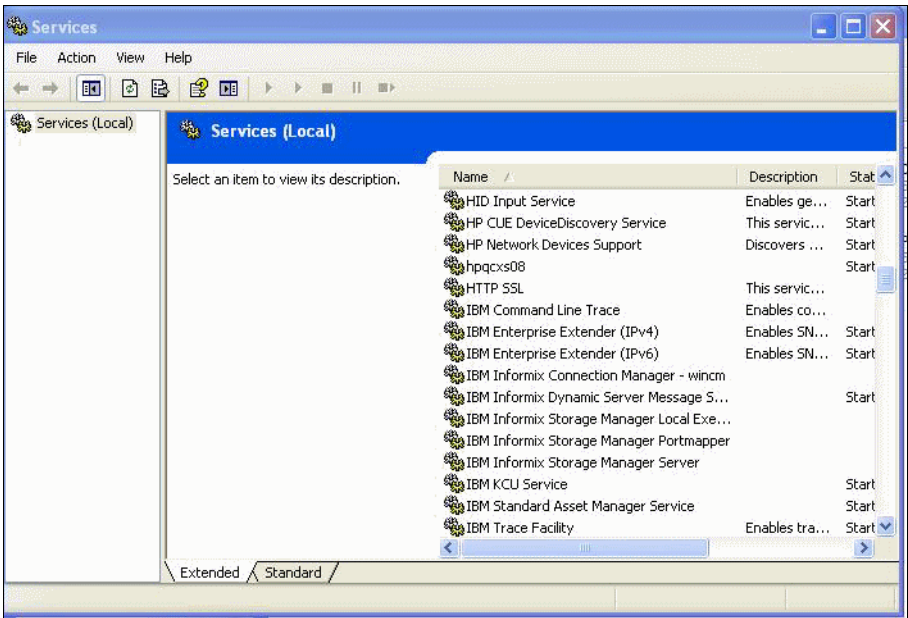 Services
File Action View Help
Services (Local)
Services (Local)
Select an item to view its description.
Name Description Stat
HID Input Service Enables ge... Start
HP CUE DeviceDiscovery Service This servic... Start
HP Network Devices Support Discovers ... Start
hpqcxs08 Start
HTTP SSL This servic...
IBM Command Line Trace Enables co...
IBM Enterprise Extender (IPv4) Enables SN... Start
IBM Enterprise Extender (IPv6) Enables SN... Start
IBM Informix Connection Manager - wincm
IBM Informix Dynamic Server Message S... Start
IBM Informix Storage Manager Local Exe...
IBM Informix Storage Manager Portmapper
IBM Informix Storage Manager Server
IBM KCU Service Start
IBM Standard Asset Manager Service Start
IBM Trace Facility Enables tra... Start
Extended Standard